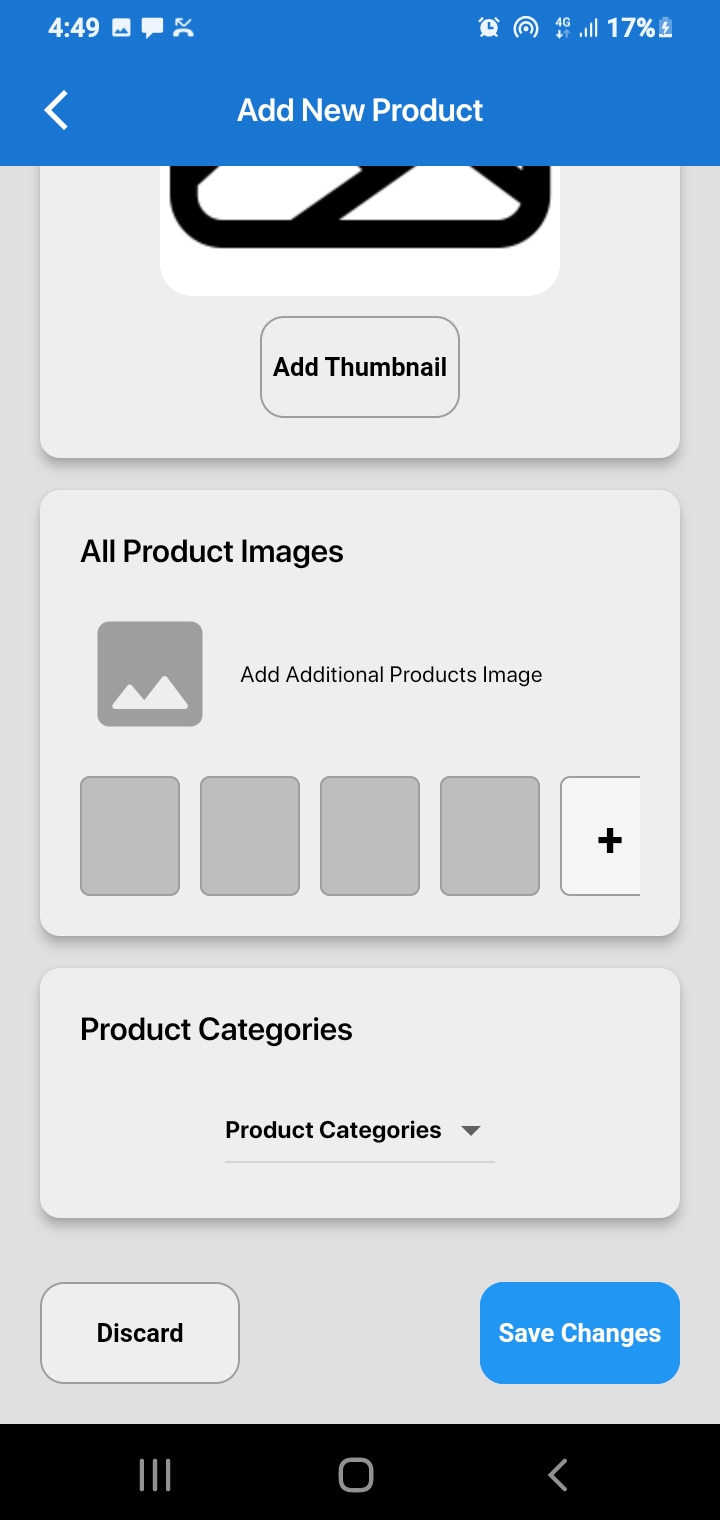 4:49 4G 17%
Add New Product
Add Thumbnail
All Product Images
Add Additional Products Image
+
Product Categories
Product Categories
Discard
Save Changes